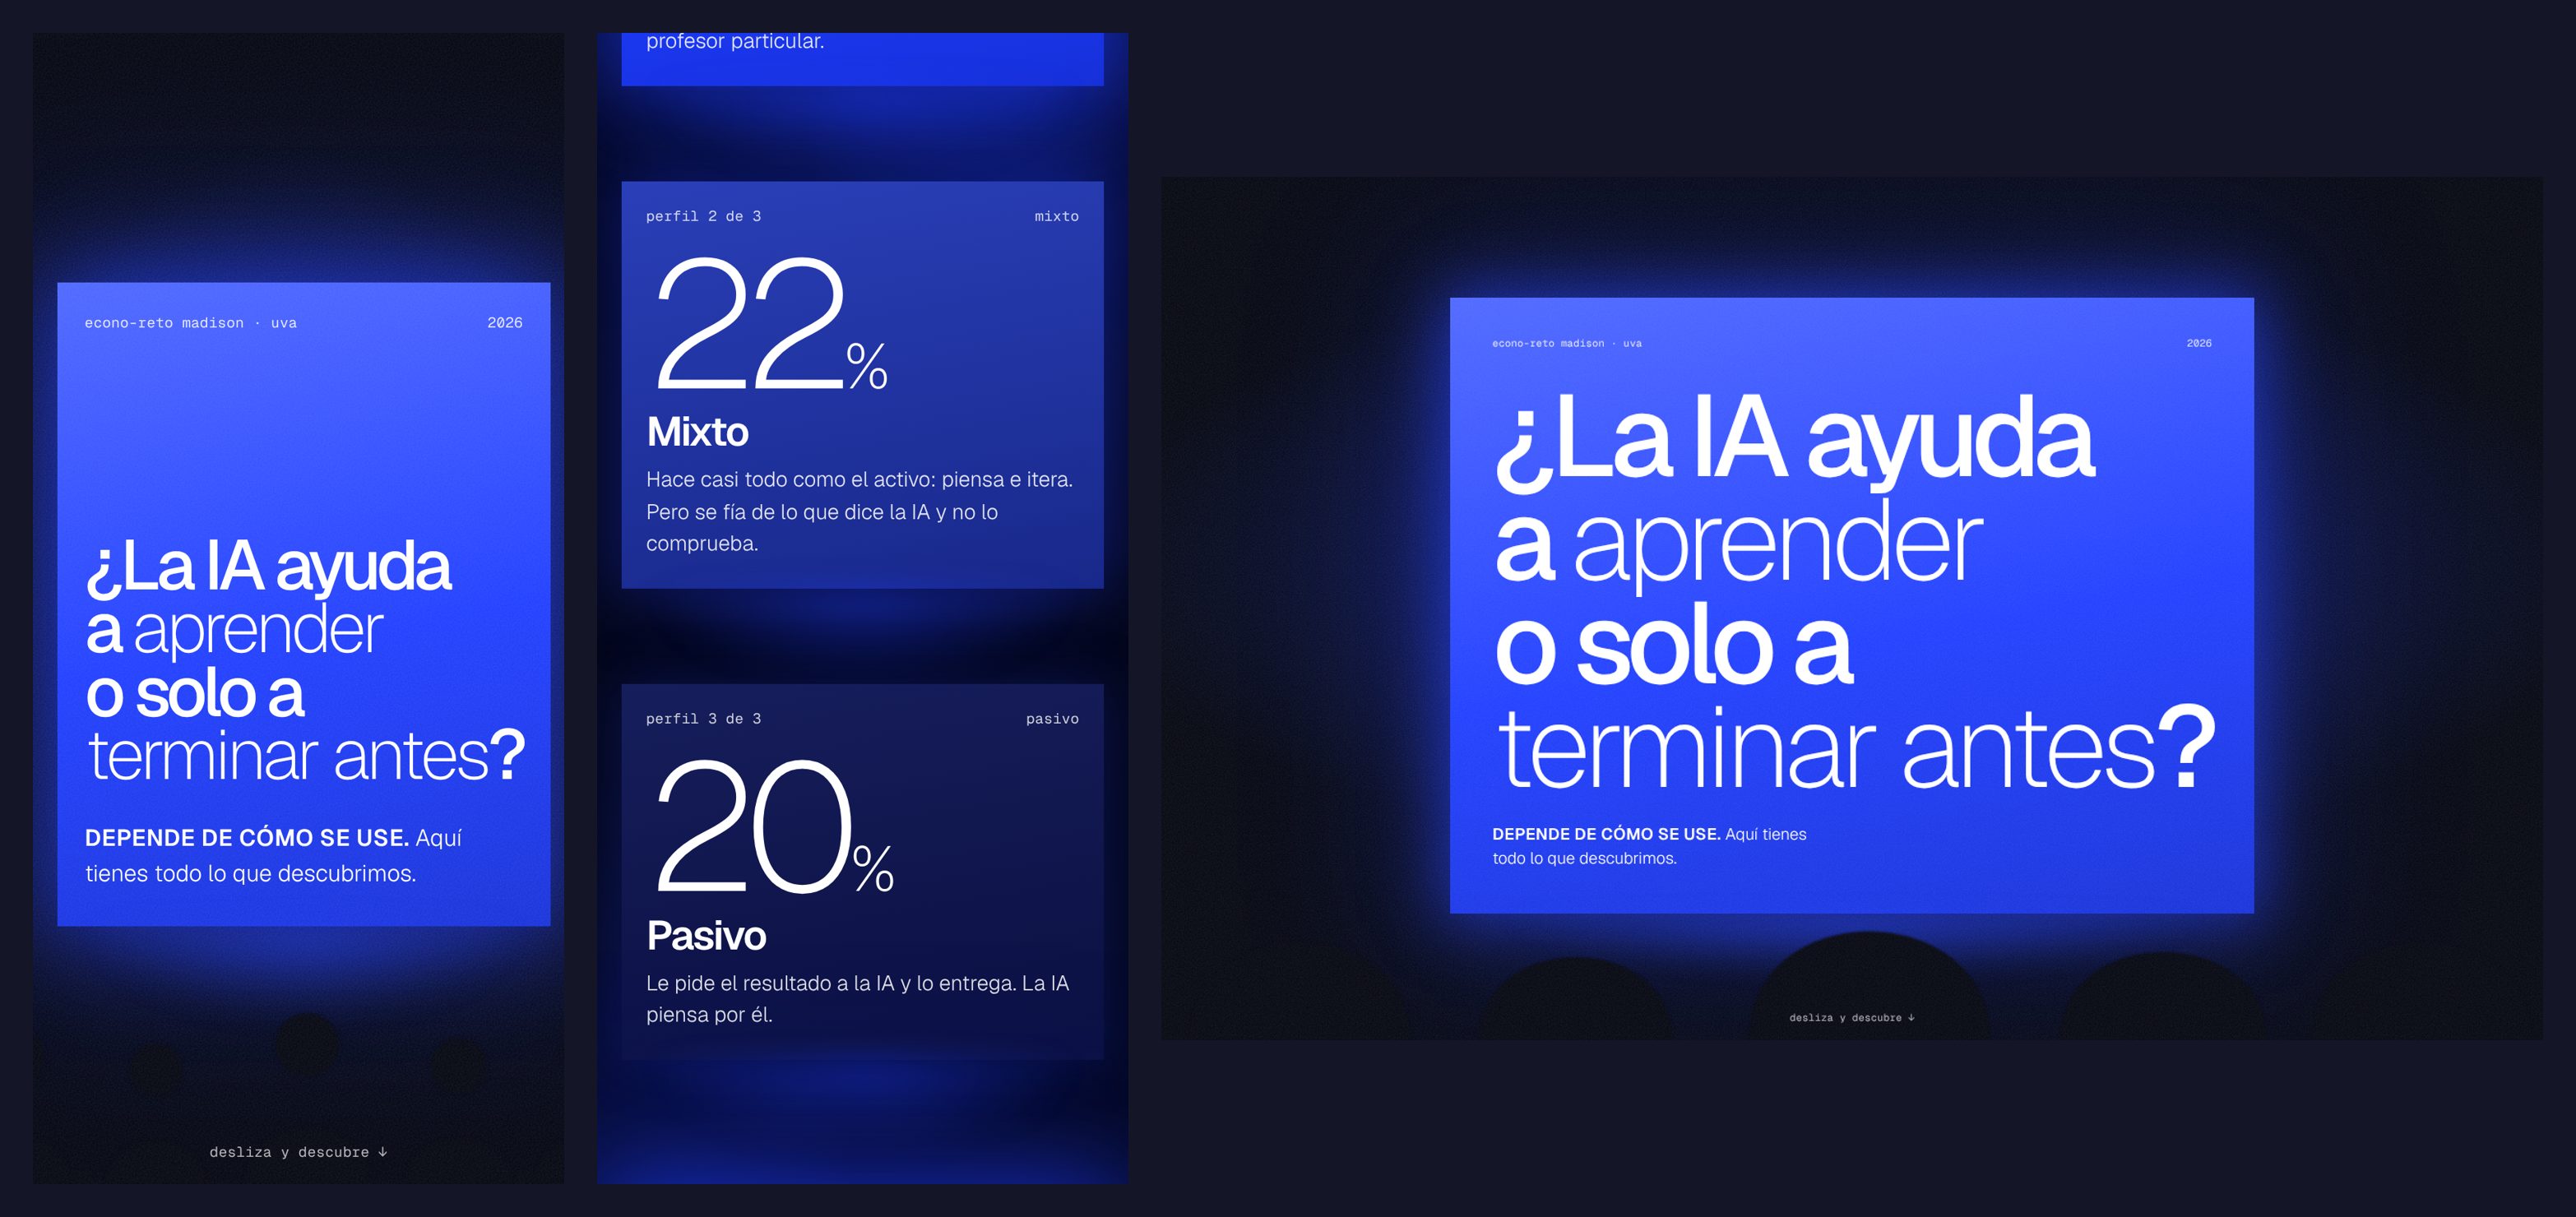 econo-reto madison · uva
2026
¿La IA ayuda
a aprender
o solo a
terminar antes?
DEPENDE DE CÓMO SE USE. Aquí
tienes todo lo que descubrimos.
desliza y descubre ↓
profesor particular.
perfil 2 de 3
mixto
22%
Mixto
Hace casi todo como el activo: piensa e itera.
Pero se fía de lo que dice la IA y no lo
comprueba.
perfil 3 de 3
pasivo
20%
Pasivo
Le pide el resultado a la IA y lo entrega. La IA
piensa por él.
econo-reto madison · uva
2026
¿La IA ayuda
a aprender
o solo a
terminar antes?
DEPENDE DE CÓMO SE USE. Aquí tienes
todo lo que descubrimos.
desliza y descubre ↓